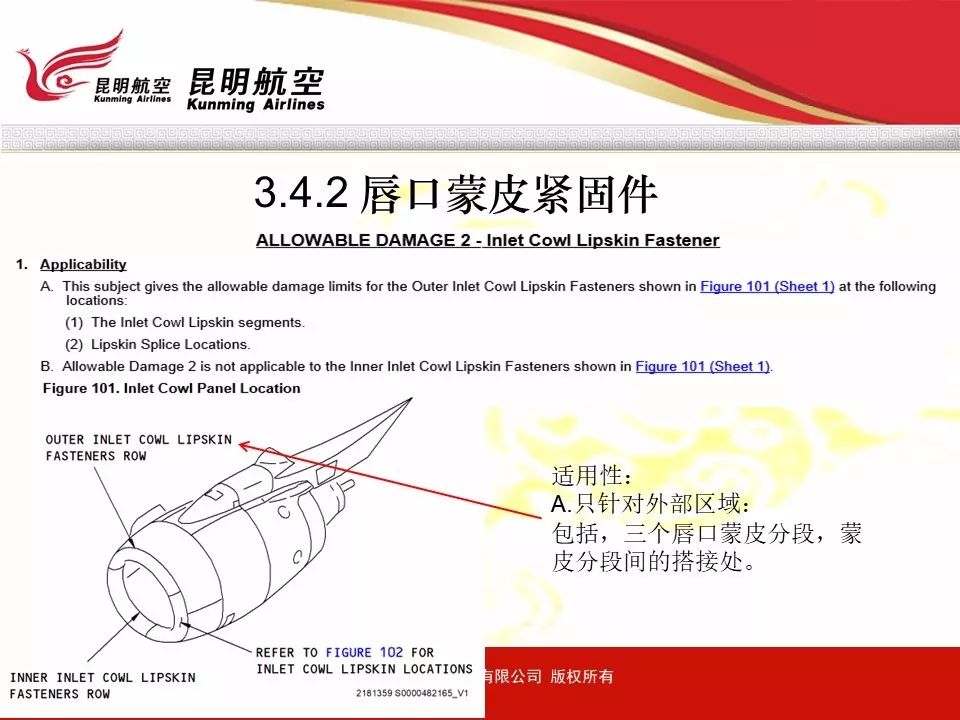 昆明航空 昆明航空
Kunming Airlines Kunming Airlines
3.4.2 唇口蒙皮紧固件
ALLOWABLE DAMAGE 2 - Inlet Cowl Lipskin Fastener
1. Applicability
A. This subject gives the allowable damage limits for the Outer Inlet Cowl Lipskin Fasteners shown in Figure 101 (Sheet 1) at the following
locations:
(1) The Inlet Cowl Lipskin segments.
(2) Lipskin Splice Locations.
B. Allowable Damage 2 is not applicable to the Inner Inlet Cowl Lipskin Fasteners shown in Figure 101 (Sheet 1).
Figure 101. Inlet Cowl Panel Location
OUTER INLET COWL LIPSKIN
FASTENERS ROW
适用性：
A.只针对外部区域：
包括，三个唇口蒙皮分段，蒙
皮分段间的搭接处。
REFER TO FIGURE 102 FOR
INLET COWL LIPSKIN LOCATIONS
INNER INLET COWL LIPSKIN
FASTENERS ROW
2181359 S0000482165_V1
有限公司 版权所有